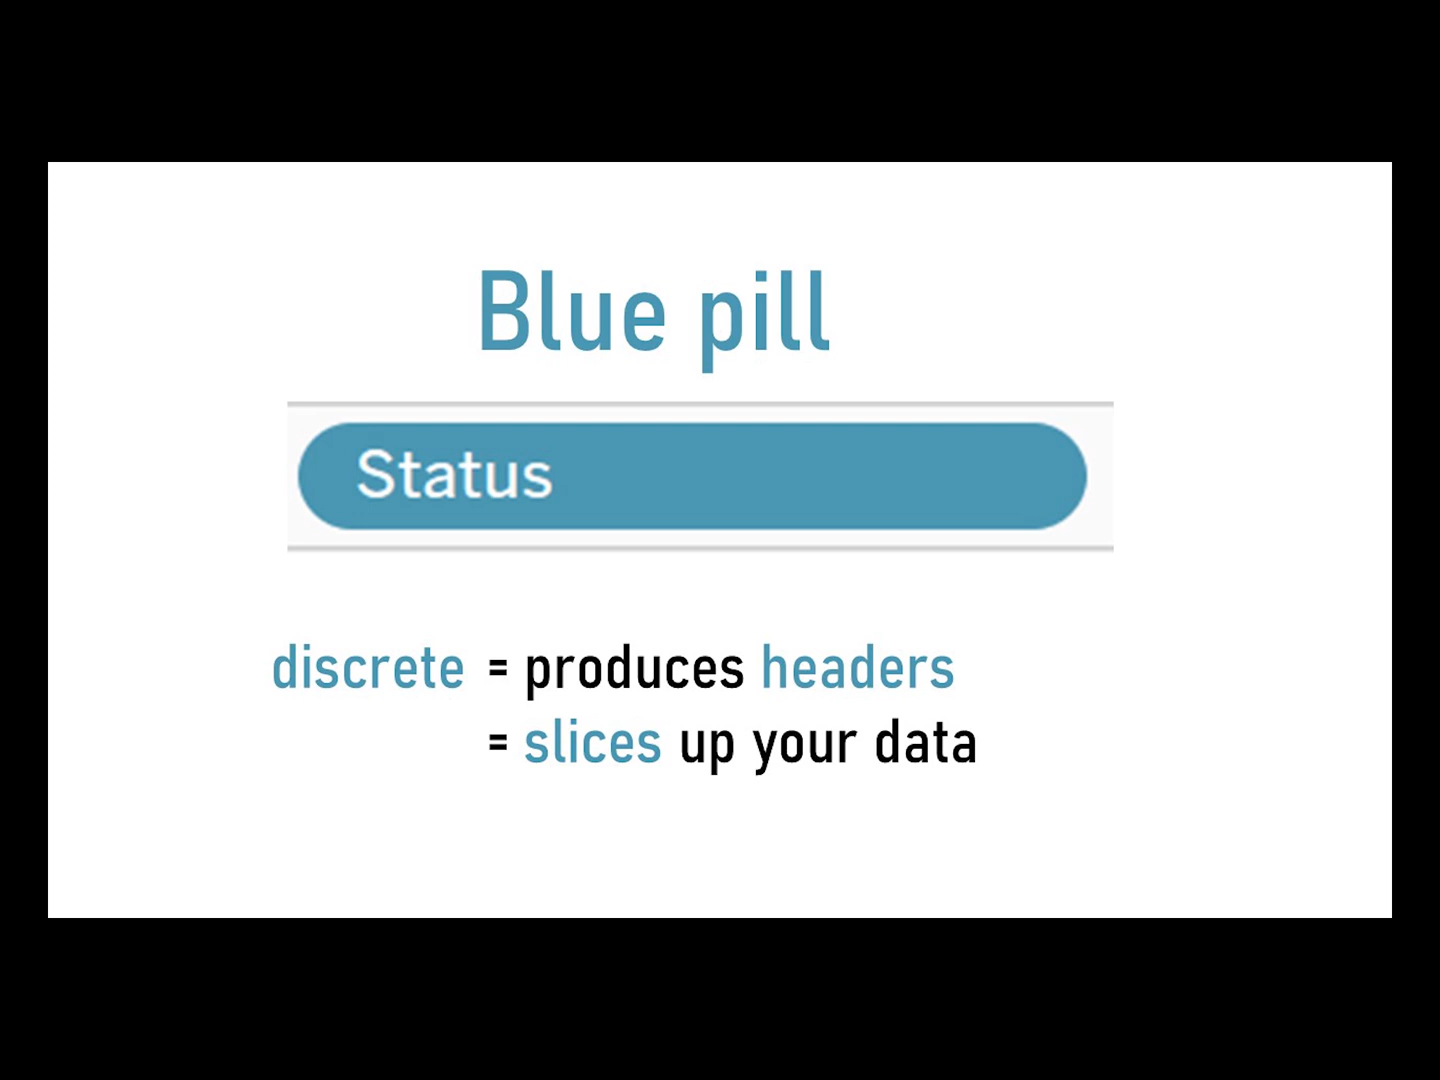 Blue pill
Status
discrete = produces headers
= slices up your data